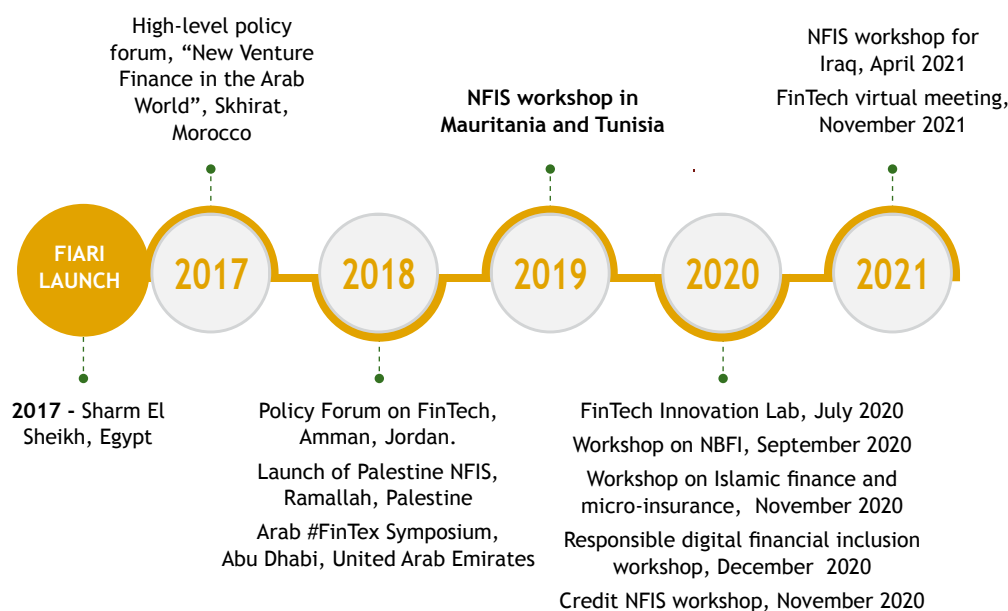 High-level policy
forum, “New Venture
Finance in the Arab
World”, Skhirat,
Morocco
NFIS workshop in
Mauritania and Tunisia
NFIS workshop for
Iraq, April 2021
FinTech virtual meeting,
November 2021
FIARI
LAUNCH
2017
2018
2019
2020
2021
2017 - Sharm El
Sheikh, Egypt
Policy Forum on FinTech,
Amman, Jordan.
Launch of Palestine NFIS,
Ramallah, Palestine
Arab #FinTex Symposium,
Abu Dhabi, United Arab Emirates
FinTech Innovation Lab, July 2020
Workshop on NBFI, September 2020
Workshop on Islamic finance and
micro-insurance,  November 2020
Responsible digital financial inclusion
workshop, December  2020
Credit NFIS workshop, November 2020